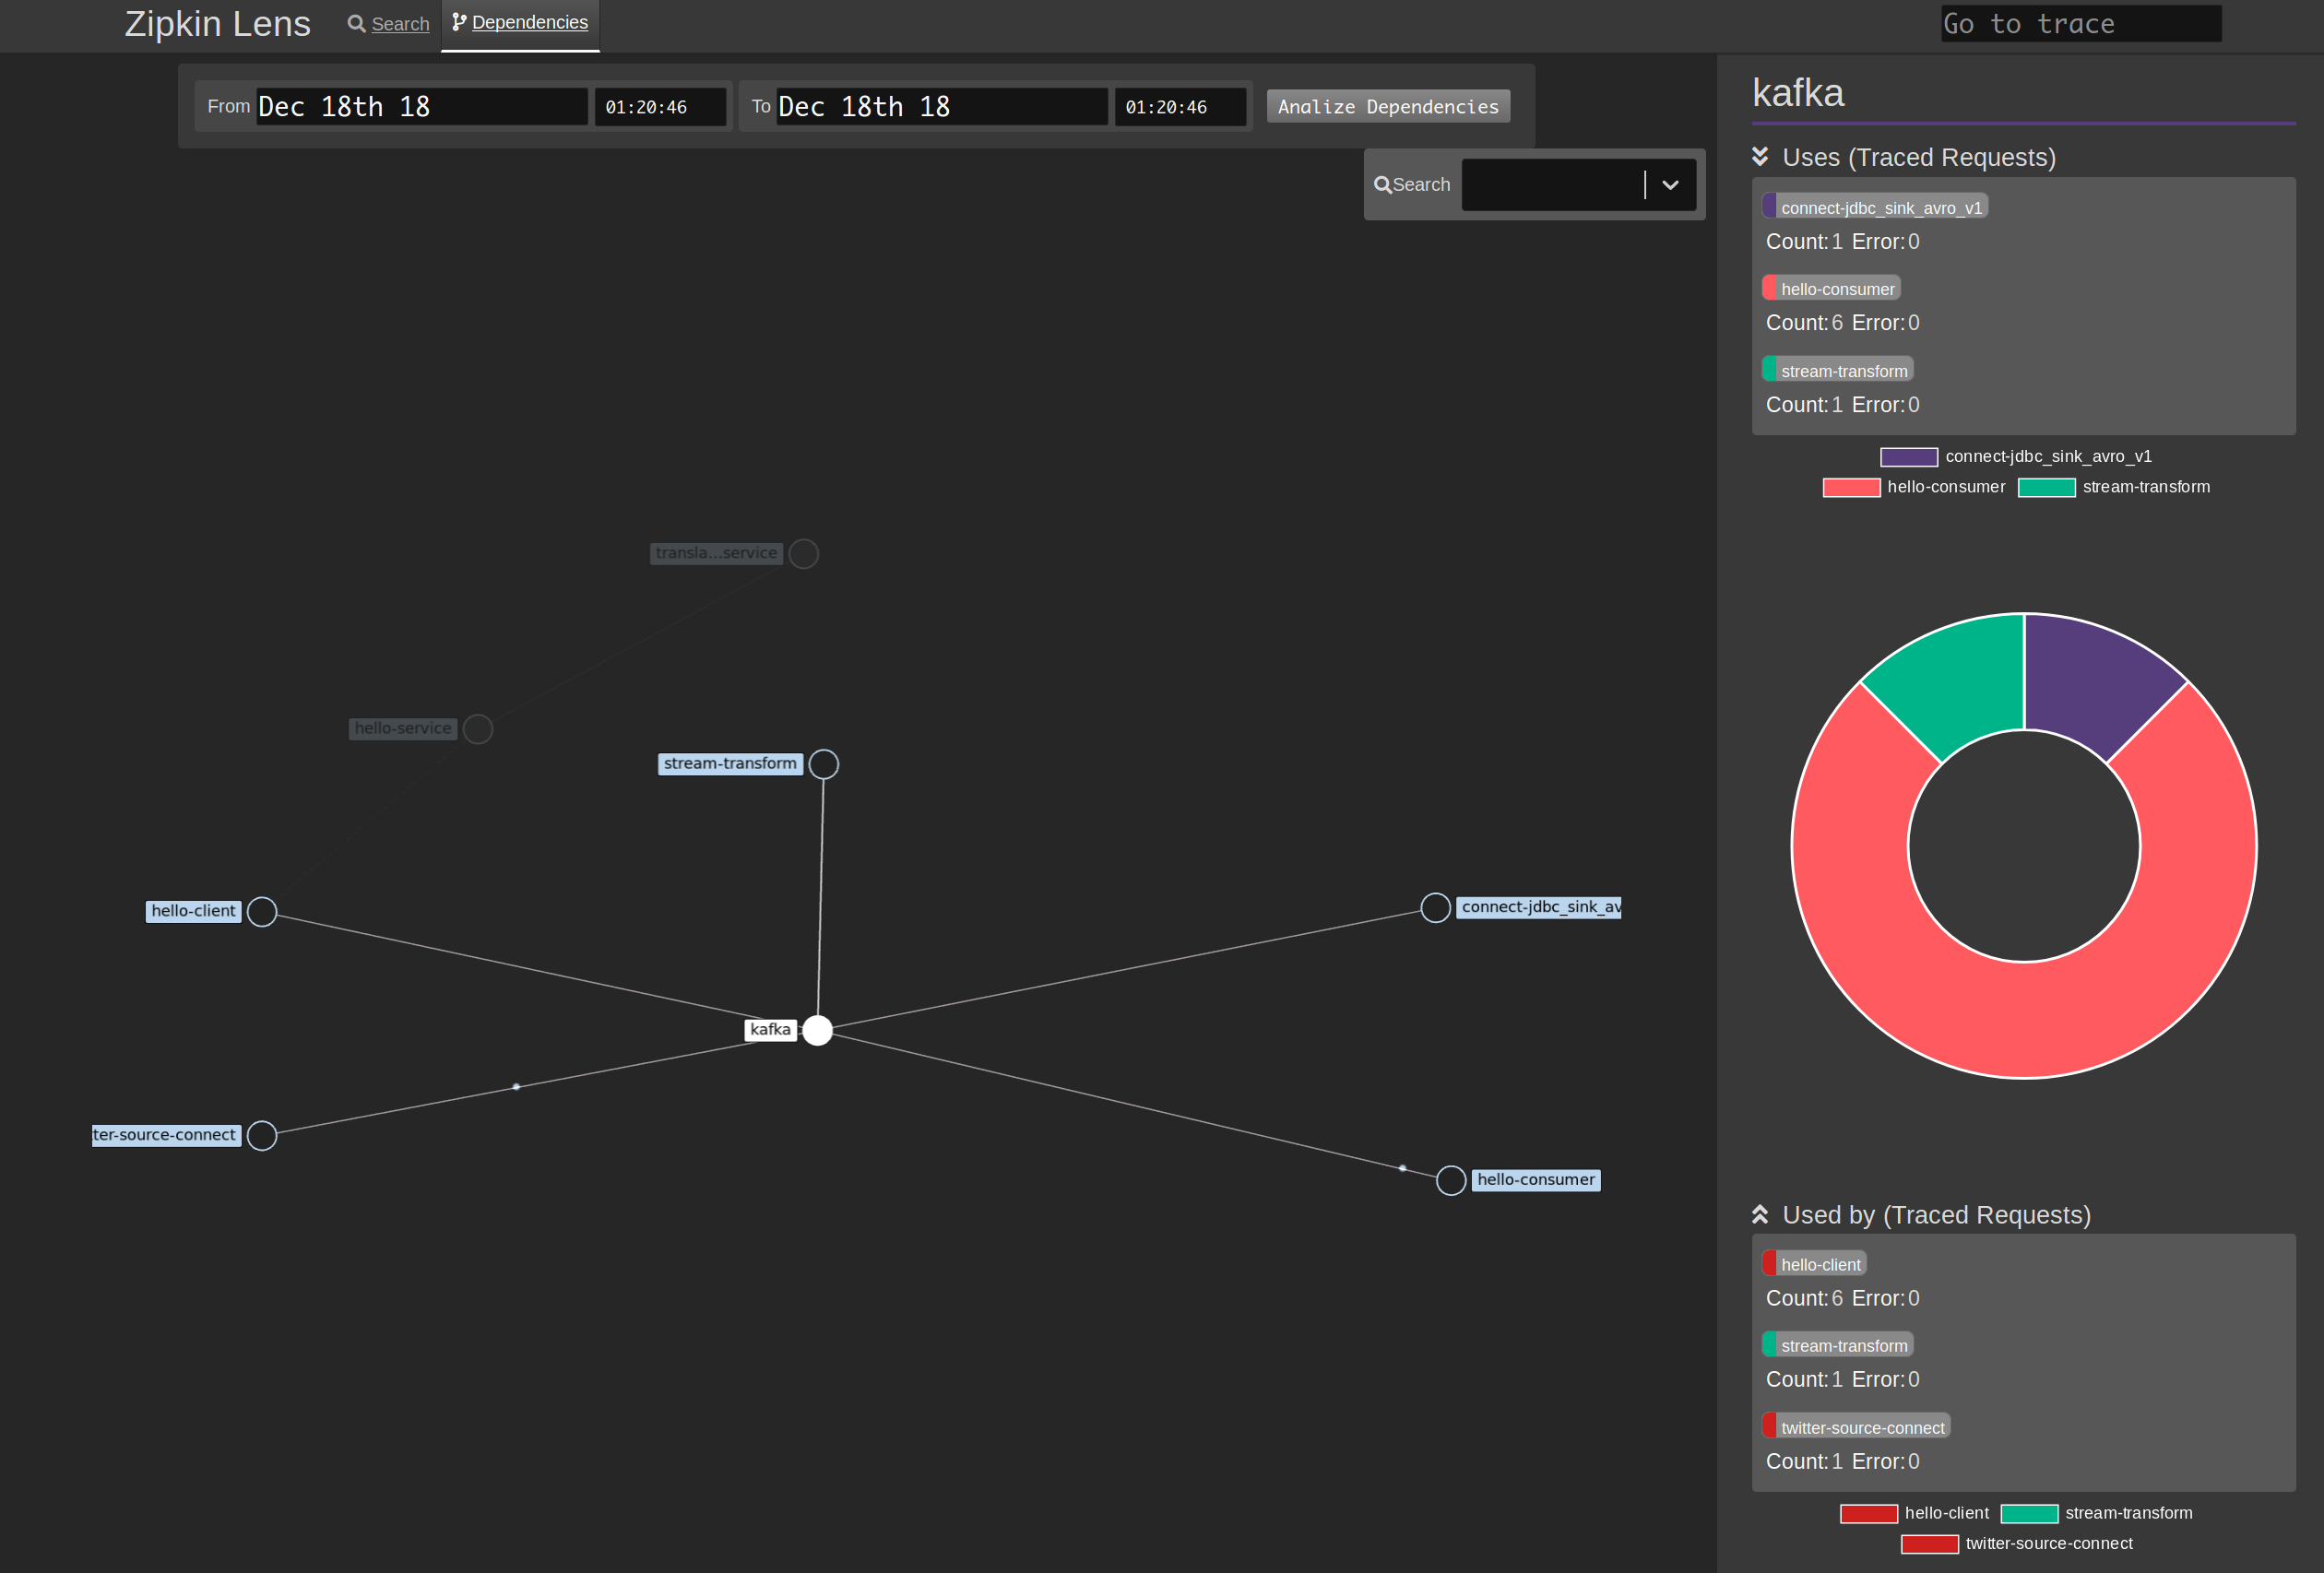 Zipkin Lens
Search
Dependencies
Go to trace
From Dec 18th 18 01:20:46 To Dec 18th 18 01:20:46 Analize Dependencies
Search
transla...service
hello-service
stream-transform
hello-client
connect-jdbc_sink_av
kafka
ter-source-connect
hello-consumer
kafka
Uses (Traced Requests)
connect-jdbc_sink_avro_v1
Count: 1 Error: 0
hello-consumer
Count: 6 Error: 0
stream-transform
Count: 1 Error: 0
connect-jdbc_sink_avro_v1
hello-consumer stream-transform
Used by (Traced Requests)
hello-client
Count: 6 Error: 0
stream-transform
Count: 1 Error: 0
twitter-source-connect
Count: 1 Error: 0
hello-client stream-transform
twitter-source-connect